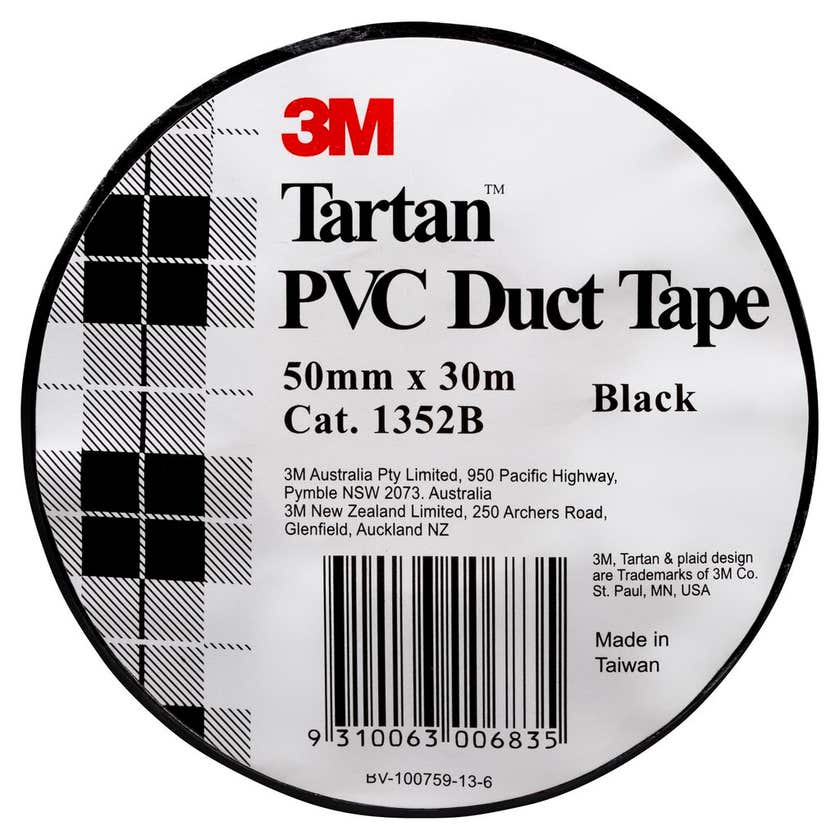 3M
Tartan™
PVC Duct Tape
50mm x 30m
Black
Cat. 1352B
3M Australia Pty Limited, 950 Pacific Highway,
Pymble NSW 2073. Australia
3M New Zealand Limited, 250 Archers Road,
Glenfield, Auckland NZ
3M, Tartan & plaid design
are Trademarks of 3M Co.
St. Paul, MN, USA
Made in
Taiwan
9 310063 006835
BV-100759-13-6